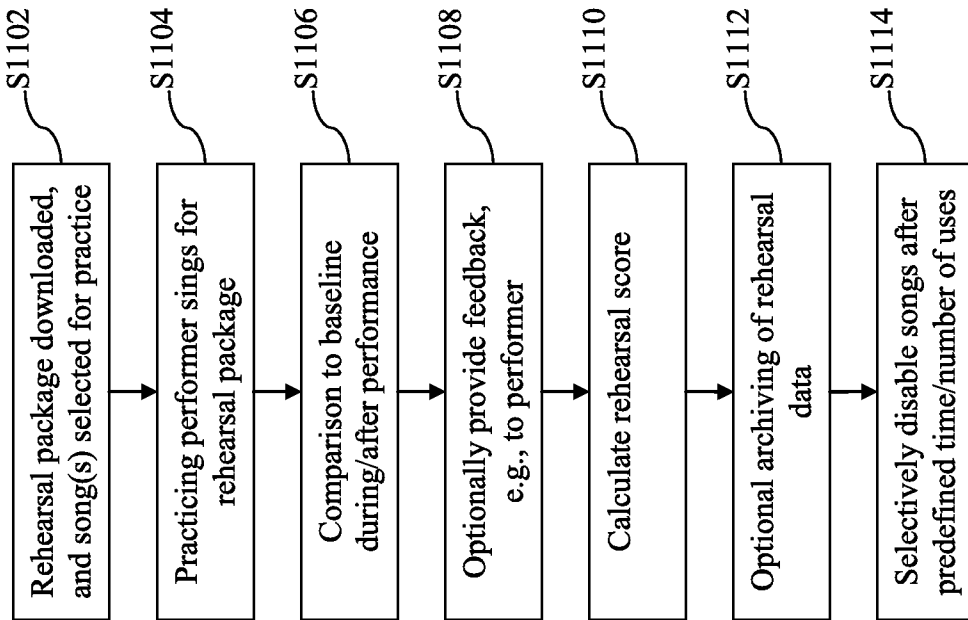 S1102
Rehearsal package downloaded,
and song(s) selected for practice
S1104
Practicing performer sings for
rehearsal package
S1106
Comparison to baseline
during/after performance
S1108
Optionally provide feedback,
e.g., to performer
S1110
Calculate rehearsal score
S1112
Optional archiving of rehearsal
data
S1114
Selectively disable songs after
predefined time/number of uses